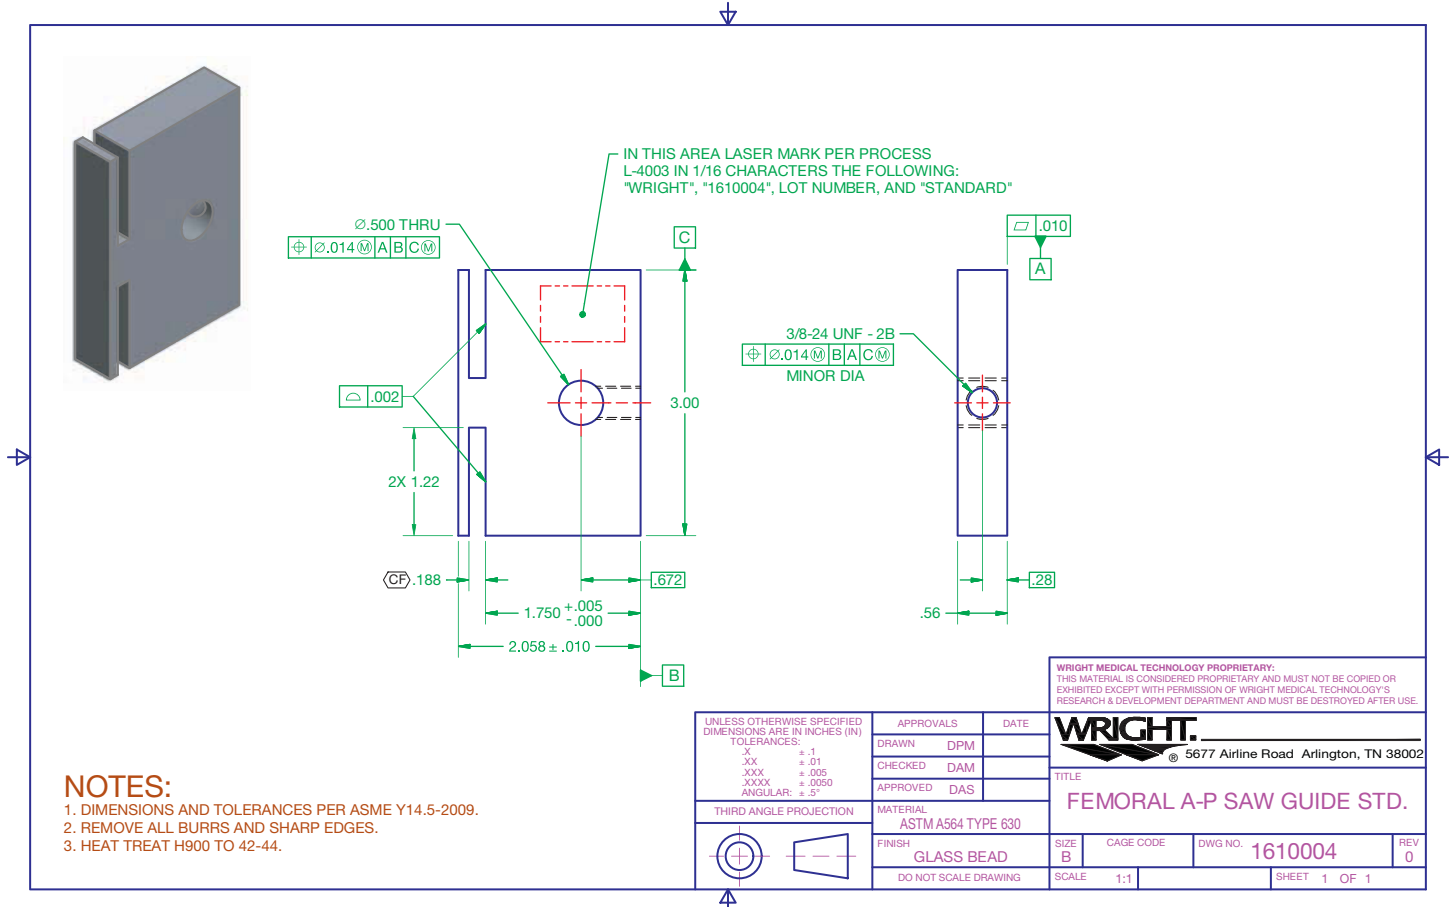 IN THIS AREA LASER MARK PER PROCESS
L-4003 IN 1/16 CHARACTERS THE FOLLOWING:
"WRIGHT", "1610004", LOT NUMBER, AND "STANDARD"
∅.500 THRU
⌖ ∅.014Ⓜ A B CⓂ
C
▱ .010
A
3/8-24 UNF - 2B
⌖ ∅.014Ⓜ B A CⓂ
MINOR DIA
⌓ .002
3.00
2X 1.22
CF .188
.672
.28
1.750 +.005
-.000
.56
2.058 ± .010
B
NOTES:
1. DIMENSIONS AND TOLERANCES PER ASME Y14.5-2009.
2. REMOVE ALL BURRS AND SHARP EDGES.
3. HEAT TREAT H900 TO 42-44.
UNLESS OTHERWISE SPECIFIED
DIMENSIONS ARE IN INCHES (IN)
TOLERANCES:
.X ± .1
.XX ± .01
.XXX ± .005
.XXXX ± .0050
ANGULAR: ± .5°
THIRD ANGLE PROJECTION
APPROVALS DATE
DRAWN DPM
CHECKED DAM
APPROVED DAS
MATERIAL
ASTM A564 TYPE 630
FINISH
GLASS BEAD
DO NOT SCALE DRAWING
WRIGHT MEDICAL TECHNOLOGY PROPRIETARY:
THIS MATERIAL IS CONSIDERED PROPRIETARY AND MUST NOT BE COPIED OR
EXHIBITED EXCEPT WITH PERMISSION OF WRIGHT MEDICAL TECHNOLOGY'S
RESEARCH & DEVELOPMENT DEPARTMENT AND MUST BE DESTROYED AFTER USE.
WRIGHT.
® 5677 Airline Road Arlington, TN 38002
TITLE
FEMORAL A-P SAW GUIDE STD.
SIZE
B
CAGE CODE
DWG NO. 1610004
REV
0
SCALE 1:1
SHEET 1 OF 1